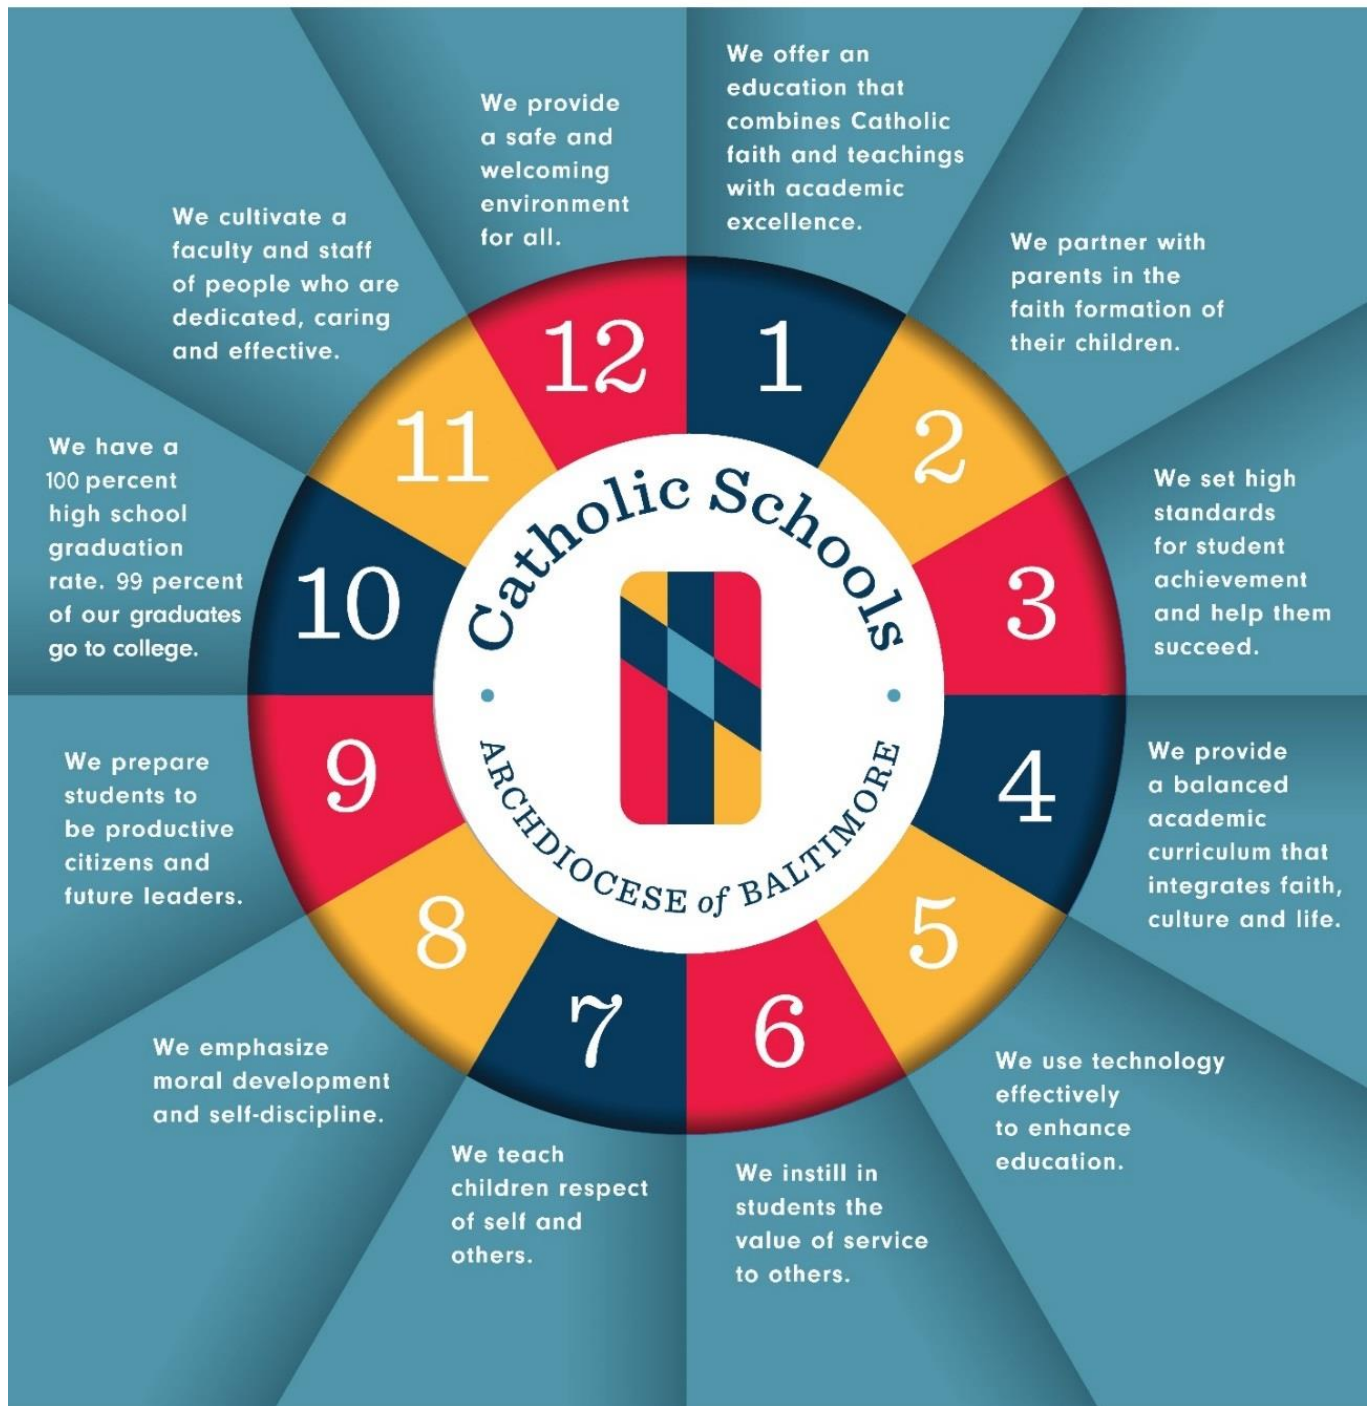 Catholic Schools
ARCHDIOCESE of BALTIMORE
1
We offer an
education that
combines Catholic
faith and teachings
with academic
excellence.
2
We partner with
parents in the
faith formation of
their children.
3
We set high
standards
for student
achievement
and help them
succeed.
4
We provide
a balanced
academic
curriculum that
integrates faith,
culture and life.
5
We use technology
effectively
to enhance
education.
6
We instill in
students the
value of service
to others.
7
We teach
children respect
of self and
others.
8
We emphasize
moral development
and self-discipline.
9
We prepare
students to
be productive
citizens and
future leaders.
10
We have a
100 percent
high school
graduation
rate. 99 percent
of our graduates
go to college.
11
We cultivate a
faculty and staff
of people who are
dedicated, caring
and effective.
12
We provide
a safe and
welcoming
environment
for all.